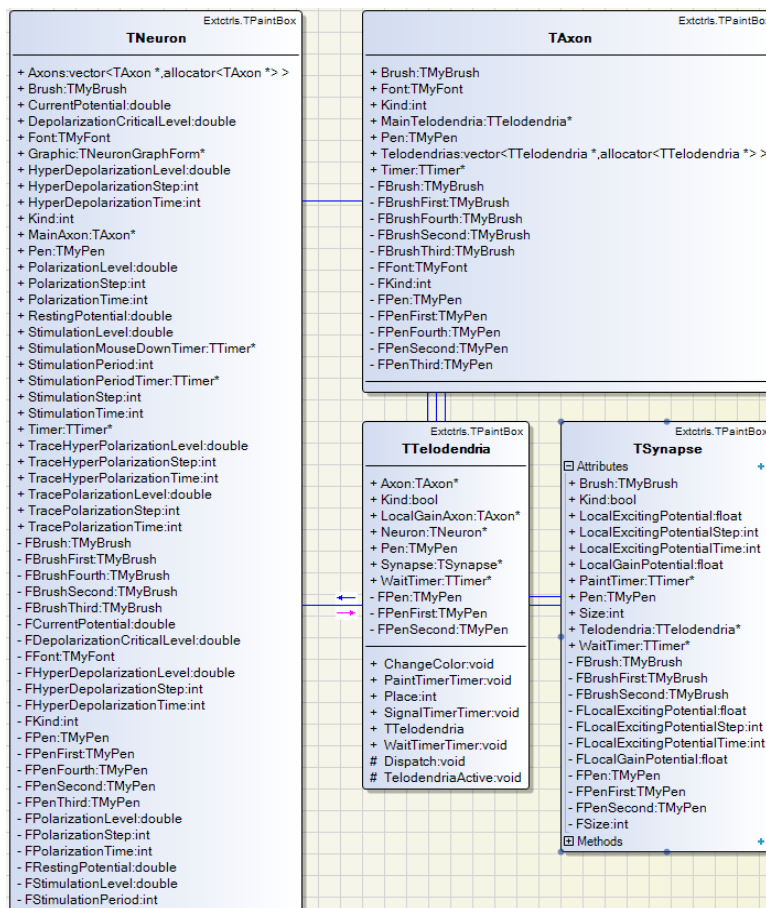 Extctrls.TPaintBox
TNeuron
+ Axons:vector<TAxon *,allocator<TAxon *> >
+ Brush:TMyBrush
+ CurrentPotential:double
+ DepolarizationCriticalLevel:double
+ Font:TMyFont
+ Graphic:TNeuronGraphForm*
+ HyperDepolarizationLevel:double
+ HyperDepolarizationStep:int
+ HyperDepolarizationTime:int
+ Kind:int
+ MainAxon:TAxon*
+ Pen:TMyPen
+ PolarizationLevel:double
+ PolarizationStep:int
+ PolarizationTime:int
+ RestingPotential:double
+ StimulationLevel:double
+ StimulationMouseDownTimer:TTimer*
+ StimulationPeriod:int
+ StimulationPeriodTimer:TTimer*
+ StimulationStep:int
+ StimulationTime:int
+ Timer:TTimer*
+ TraceHyperPolarizationLevel:double
+ TraceHyperPolarizationStep:int
+ TraceHyperPolarizationTime:int
+ TracePolarizationLevel:double
+ TracePolarizationStep:int
+ TracePolarizationTime:int
- FBrush:TMyBrush
- FBrushFirst:TMyBrush
- FBrushFourth:TMyBrush
- FBrushSecond:TMyBrush
- FBrushThird:TMyBrush
- FCurrentPotential:double
- FDepolarizationCriticalLevel:double
- FFont:TMyFont
- FHyperDepolarizationLevel:double
- FHyperDepolarizationStep:int
- FHyperDepolarizationTime:int
- FKind:int
- FPen:TMyPen
- FPenFirst:TMyPen
- FPenFourth:TMyPen
- FPenSecond:TMyPen
- FPenThird:TMyPen
- FPolarizationLevel:double
- FPolarizationStep:int
- FPolarizationTime:int
- FRestingPotential:double
- FStimulationLevel:double
- FStimulationPeriod:int
Extctrls.TPaintBox
TAxon
+ Brush:TMyBrush
+ Font:TMyFont
+ Kind:int
+ MainTelodendria:TTelodendria*
+ Pen:TMyPen
+ Telodendrias:vector<TTelodendria *,allocator<TTelodendria *> >
+ Timer:TTimer*
- FBrush:TMyBrush
- FBrushFirst:TMyBrush
- FBrushFourth:TMyBrush
- FBrushSecond:TMyBrush
- FBrushThird:TMyBrush
- FFont:TMyFont
- FKind:int
- FPen:TMyPen
- FPenFirst:TMyPen
- FPenFourth:TMyPen
- FPenSecond:TMyPen
- FPenThird:TMyPen
Extctrls.TPaintBox
TTelodendria
+ Axon:TAxon*
+ Kind:bool
+ LocalGainAxon:TAxon*
+ Neuron:TNeuron*
+ Pen:TMyPen
+ Synapse:TSynapse*
+ WaitTimer:TTimer*
- FPen:TMyPen
- FPenFirst:TMyPen
- FPenSecond:TMyPen
+ ChangeColor:void
+ PaintTimerTimer:void
+ Place:int
+ SignalTimerTimer:void
+ TTelodendria
+ WaitTimerTimer:void
# Dispatch:void
# TelodendriaActive:void
Extctrls.TPaintBox
TSynapse
Attributes
+ Brush:TMyBrush
+ Kind:bool
+ LocalExcitingPotential:float
+ LocalExcitingPotentialStep:int
+ LocalExcitingPotentialTime:int
+ LocalGainPotential:float
+ PaintTimer:TTimer*
+ Pen:TMyPen
+ Size:int
+ Telodendria:TTelodendria*
+ WaitTimer:TTimer*
- FBrush:TMyBrush
- FBrushFirst:TMyBrush
- FBrushSecond:TMyBrush
- FLocalExcitingPotential:float
- FLocalExcitingPotentialStep:int
- FLocalExcitingPotentialTime:int
- FLocalGainPotential:float
- FPen:TMyPen
- FPenFirst:TMyPen
- FPenSecond:TMyPen
- FSize:int
Methods